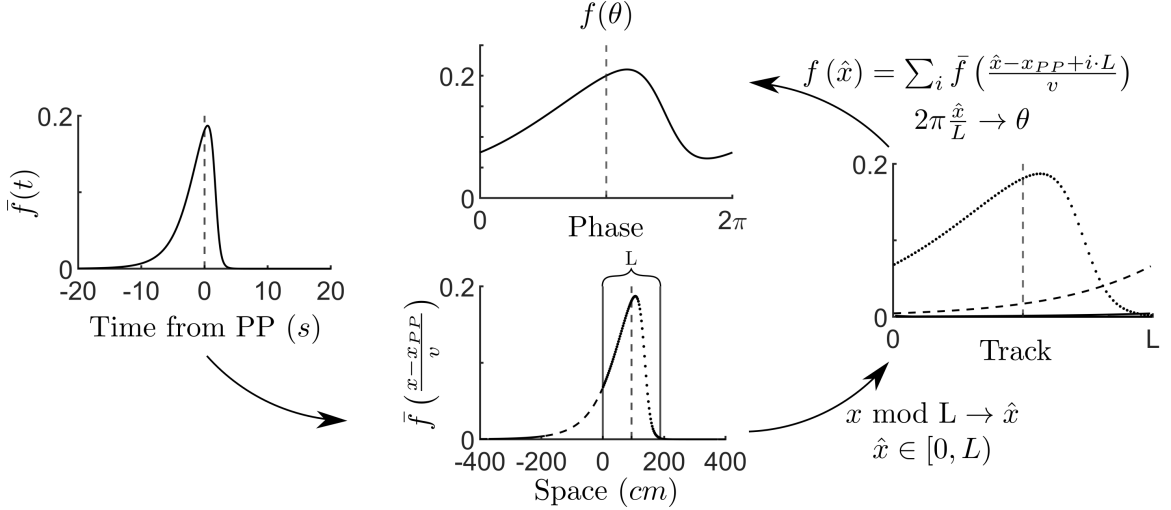 f(θ)
0.2
0
0
2π
Phase
f (x̂) = ∑ᵢ f̄ ((x̂−x_PP+i·L)/v)
2π x̂/L → θ
0.2
f̄(t)
0
-20
-10
0
10
20
Time from PP (s)
L
0.2
f̄ ((x−x_PP)/v)
0
-400
-200
0
200
400
Space (cm)
0.2
0
0
L
Track
x mod L → x̂
x̂ ∈ [0, L)